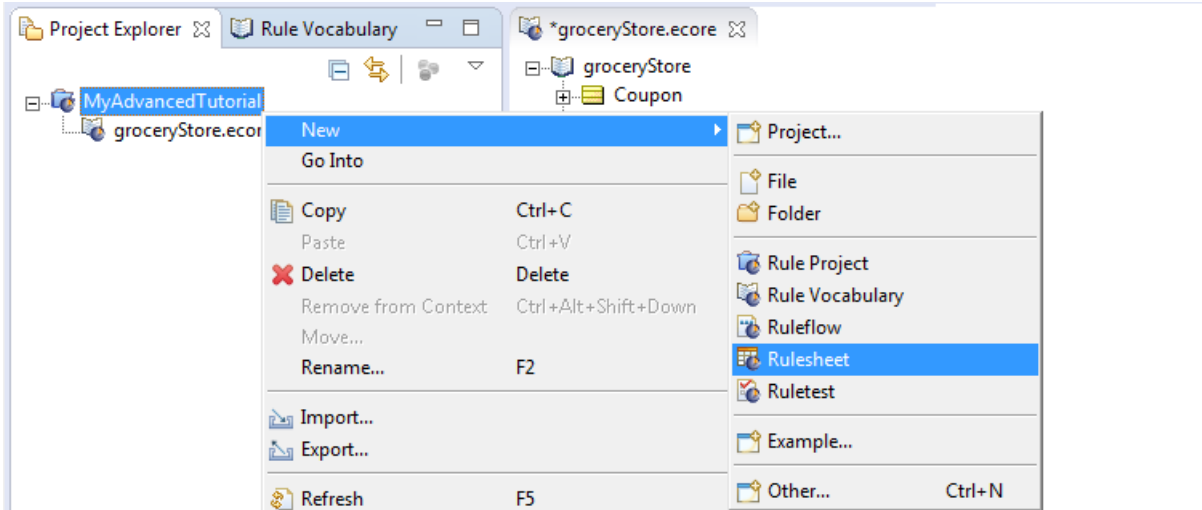 Project Explorer Rule Vocabulary *groceryStore.ecore
groceryStore
MyAdvancedTutorial Coupon
groceryStore.ecor New Project...
Go Into
File
Copy Ctrl+C Folder
Paste Ctrl+V
Delete Delete Rule Project
Remove from Context Ctrl+Alt+Shift+Down Rule Vocabulary
Move... Ruleflow
Rename... F2 Rulesheet
Ruletest
Import...
Export... Example...
Refresh F5 Other... Ctrl+N